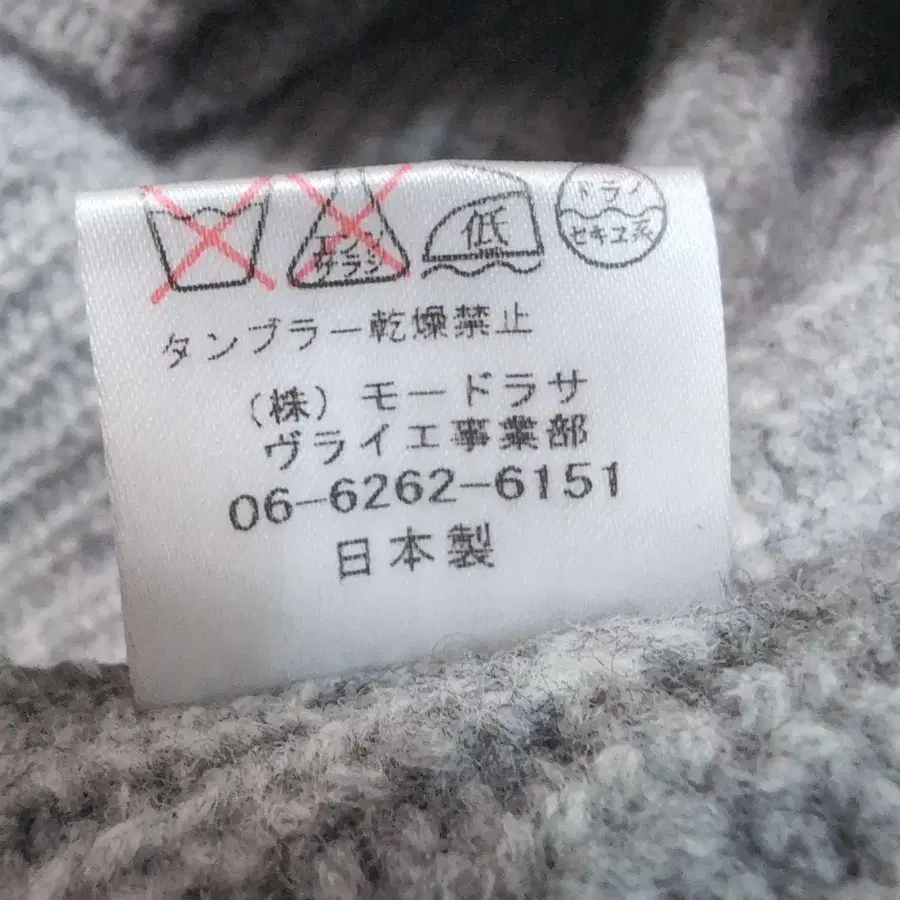 エンソ
サラシ
低
ドライ
セキユ系
タンブラー乾燥禁止
(株) モードラサ
ヴライエ事業部
06-6262-6151
日本製